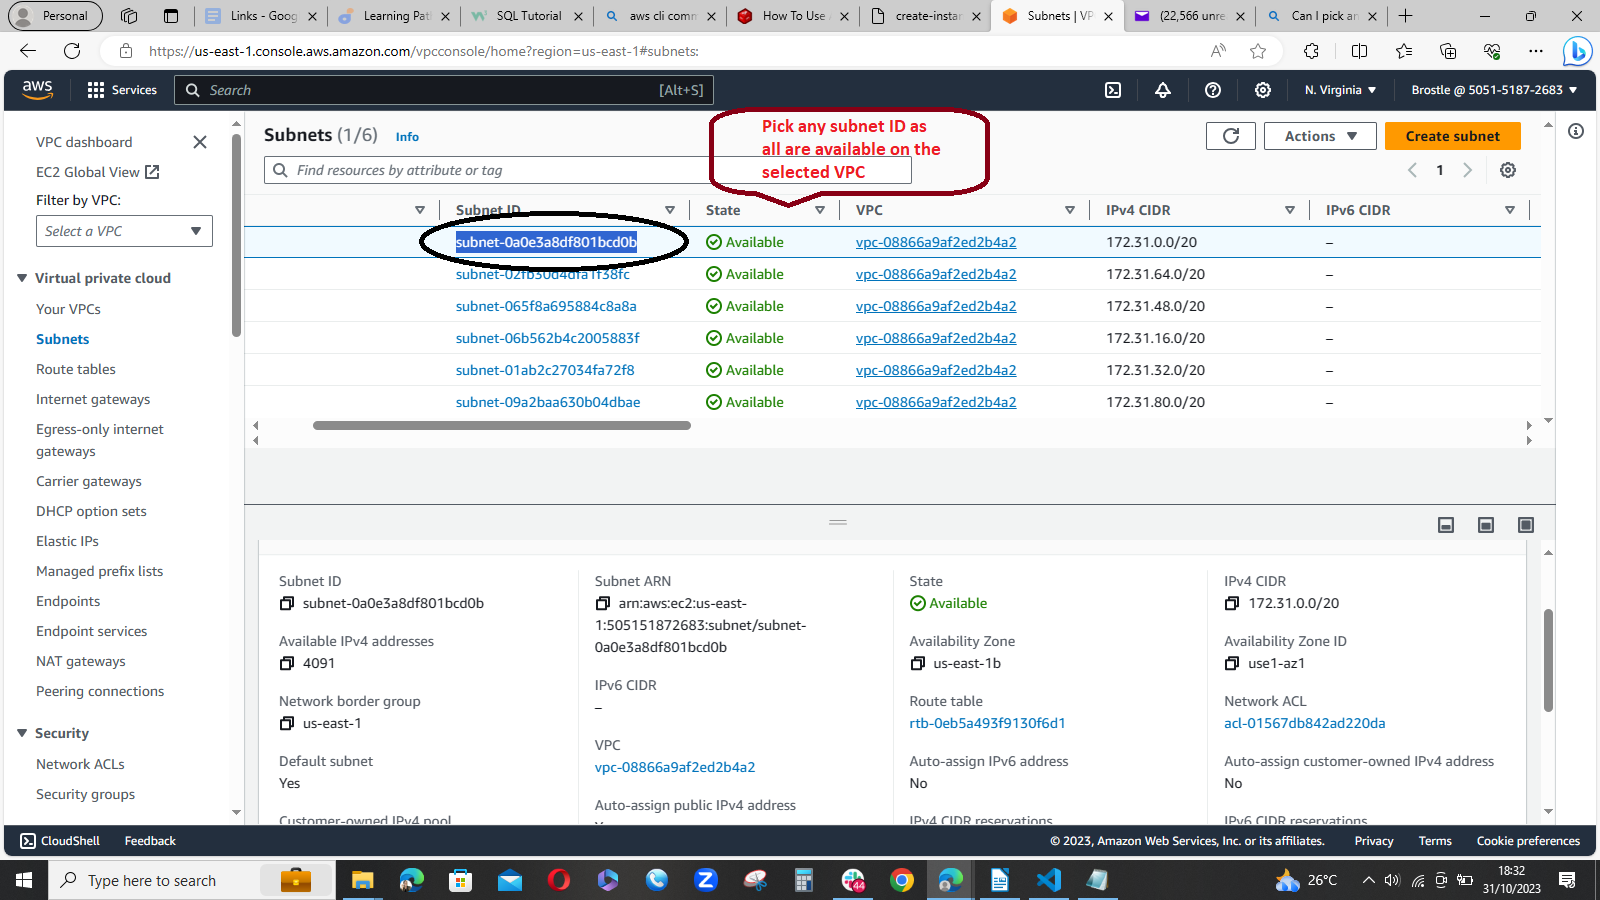 Personal
Links - Goog
Learning Pat
SQL Tutorial
aws cli comm
How To Use
create-instan
Subnets | VP
(22,566 unre
Can I pick an
https://us-east-1.console.aws.amazon.com/vpcconsole/home?region=us-east-1#subnets:
aws
Services
Search
[Alt+S]
N. Virginia
Brostle @ 5051-5187-2683
VPC dashboard
EC2 Global View
Filter by VPC:
Select a VPC
Virtual private cloud
Your VPCs
Subnets
Route tables
Internet gateways
Egress-only internet
gateways
Carrier gateways
DHCP option sets
Elastic IPs
Managed prefix lists
Endpoints
Endpoint services
NAT gateways
Peering connections
Security
Network ACLs
Security groups
Subnets (1/6) Info
Actions
Create subnet
Find resources by attribute or tag
1
Pick any subnet ID as
all are available on the
selected VPC
Subnet ID State VPC IPv4 CIDR IPv6 CIDR
subnet-0a0e3a8df801bcd0b Available vpc-08866a9af2ed2b4a2 172.31.0.0/20 –
subnet-02fb30d4dfa1f38fc Available vpc-08866a9af2ed2b4a2 172.31.64.0/20 –
subnet-065f8a695884c8a8a Available vpc-08866a9af2ed2b4a2 172.31.48.0/20 –
subnet-06b562b4c2005883f Available vpc-08866a9af2ed2b4a2 172.31.16.0/20 –
subnet-01ab2c27034fa72f8 Available vpc-08866a9af2ed2b4a2 172.31.32.0/20 –
subnet-09a2baa630b04dbae Available vpc-08866a9af2ed2b4a2 172.31.80.0/20 –
Subnet ID
subnet-0a0e3a8df801bcd0b
Available IPv4 addresses
4091
Network border group
us-east-1
Default subnet
Yes
Customer-owned IPv4 pool
Subnet ARN
arn:aws:ec2:us-east-
1:505151872683:subnet/subnet-
0a0e3a8df801bcd0b
IPv6 CIDR
–
VPC
vpc-08866a9af2ed2b4a2
Auto-assign public IPv4 address
State
Available
Availability Zone
us-east-1b
Route table
rtb-0eb5a493f9130f6d1
Auto-assign IPv6 address
No
IPv4 CIDR reservations
IPv4 CIDR
172.31.0.0/20
Availability Zone ID
use1-az1
Network ACL
acl-01567db842ad220da
Auto-assign customer-owned IPv4 address
No
IPv6 CIDR reservations
CloudShell
Feedback
© 2023, Amazon Web Services, Inc. or its affiliates.
Privacy
Terms
Cookie preferences
Type here to search
44
26°C
18:32
31/10/2023